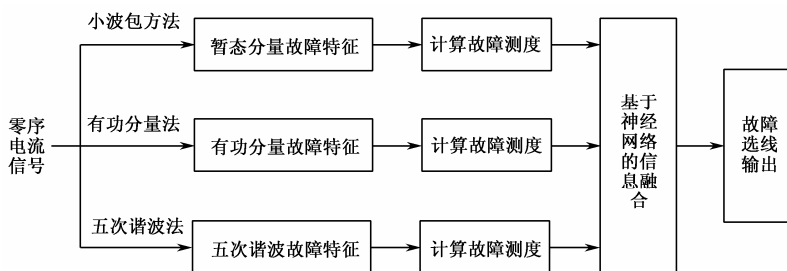 小波包方法
暂态分量故障特征
计算故障测度
零序
电流
信号
有功分量法
有功分量故障特征
计算故障测度
五次谐波法
五次谐波故障特征
计算故障测度
基于
神经
网络
的信
息融
合
故障
选线
输出